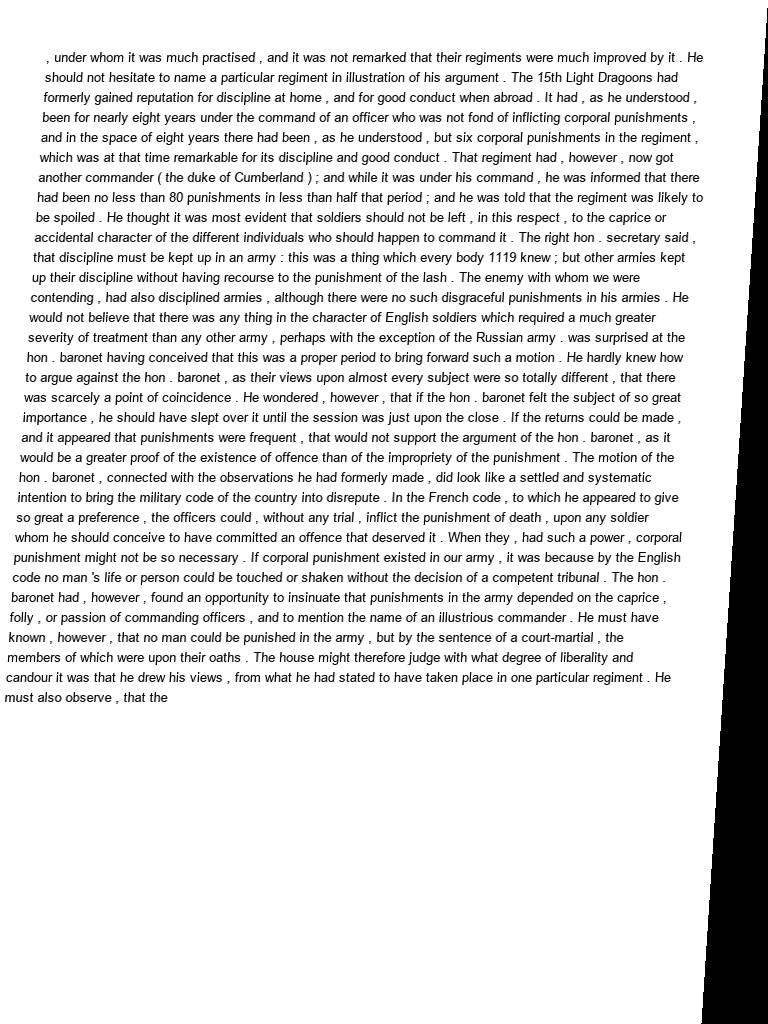 , under whom it was much practised , and it was not remarked that their regiments were much improved by it . He
should not hesitate to name a particular regiment in illustration of his argument . The 15th Light Dragoons had
formerly gained reputation for discipline at home , and for good conduct when abroad . It had , as he understood ,
been for nearly eight years under the command of an officer who was not fond of inflicting corporal punishments ,
and in the space of eight years there had been , as he understood , but six corporal punishments in the regiment ,
which was at that time remarkable for its discipline and good conduct . That regiment had , however , now got
another commander ( the duke of Cumberland ) ; and while it was under his command , he was informed that there
had been no less than 80 punishments in less than half that period ; and he was told that the regiment was likely to
be spoiled . He thought it was most evident that soldiers should not be left , in this respect , to the caprice or
accidental character of the different individuals who should happen to command it . The right hon . secretary said ,
that discipline must be kept up in an army : this was a thing which every body 1119 knew ; but other armies kept
up their discipline without having recourse to the punishment of the lash . The enemy with whom we were
contending , had also disciplined armies , although there were no such disgraceful punishments in his armies . He
would not believe that there was any thing in the character of English soldiers which required a much greater
severity of treatment than any other army , perhaps with the exception of the Russian army . was surprised at the
hon . baronet having conceived that this was a proper period to bring forward such a motion . He hardly knew how
to argue against the hon . baronet , as their views upon almost every subject were so totally different , that there
was scarcely a point of coincidence . He wondered , however , that if the hon . baronet felt the subject of so great
importance , he should have slept over it until the session was just upon the close . If the returns could be made ,
and it appeared that punishments were frequent , that would not support the argument of the hon . baronet , as it
would be a greater proof of the existence of offence than of the impropriety of the punishment . The motion of the
hon . baronet , connected with the observations he had formerly made , did look like a settled and systematic
intention to bring the military code of the country into disrepute . In the French code , to which he appeared to give
so great a preference , the officers could , without any trial , inflict the punishment of death , upon any soldier
whom he should conceive to have committed an offence that deserved it . When they , had such a power , corporal
punishment might not be so necessary . If corporal punishment existed in our army , it was because by the English
code no man 's life or person could be touched or shaken without the decision of a competent tribunal . The hon .
baronet had , however , found an opportunity to insinuate that punishments in the army depended on the caprice ,
folly , or passion of commanding officers , and to mention the name of an illustrious commander . He must have
known , however , that no man could be punished in the army , but by the sentence of a court-martial , the
members of which were upon their oaths . The house might therefore judge with what degree of liberality and
candour it was that he drew his views , from what he had stated to have taken place in one particular regiment . He
must also observe , that the